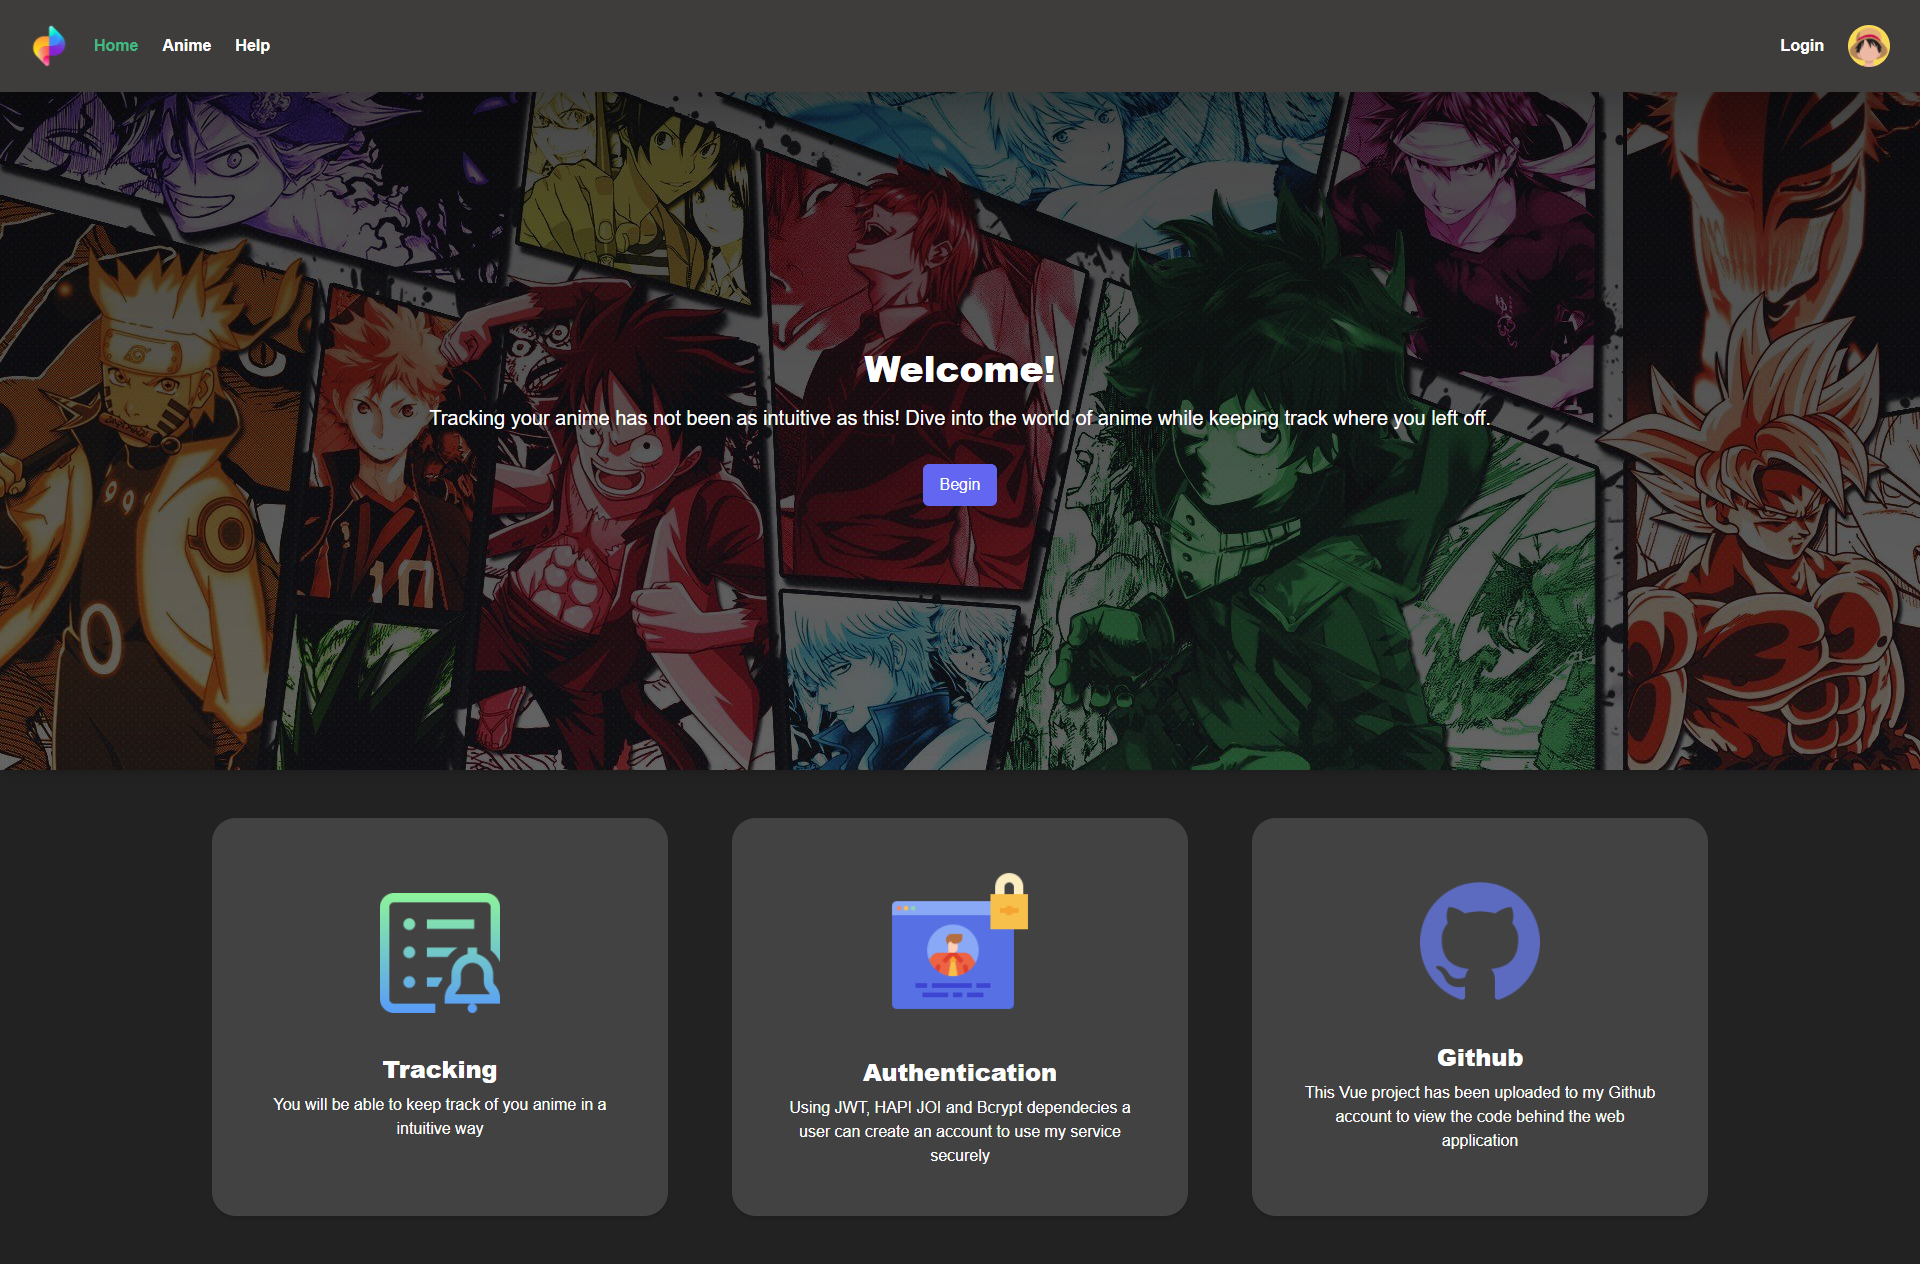 Home Anime Help Login
Welcome!
Tracking your anime has not been as intuitive as this! Dive into the world of anime while keeping track where you left off.
Begin
10
Tracking
You will be able to keep track of you anime in a
intuitive way
Authentication
Using JWT, HAPI JOI and Bcrypt dependecies a
user can create an account to use my service
securely
Github
This Vue project has been uploaded to my Github
account to view the code behind the web
application